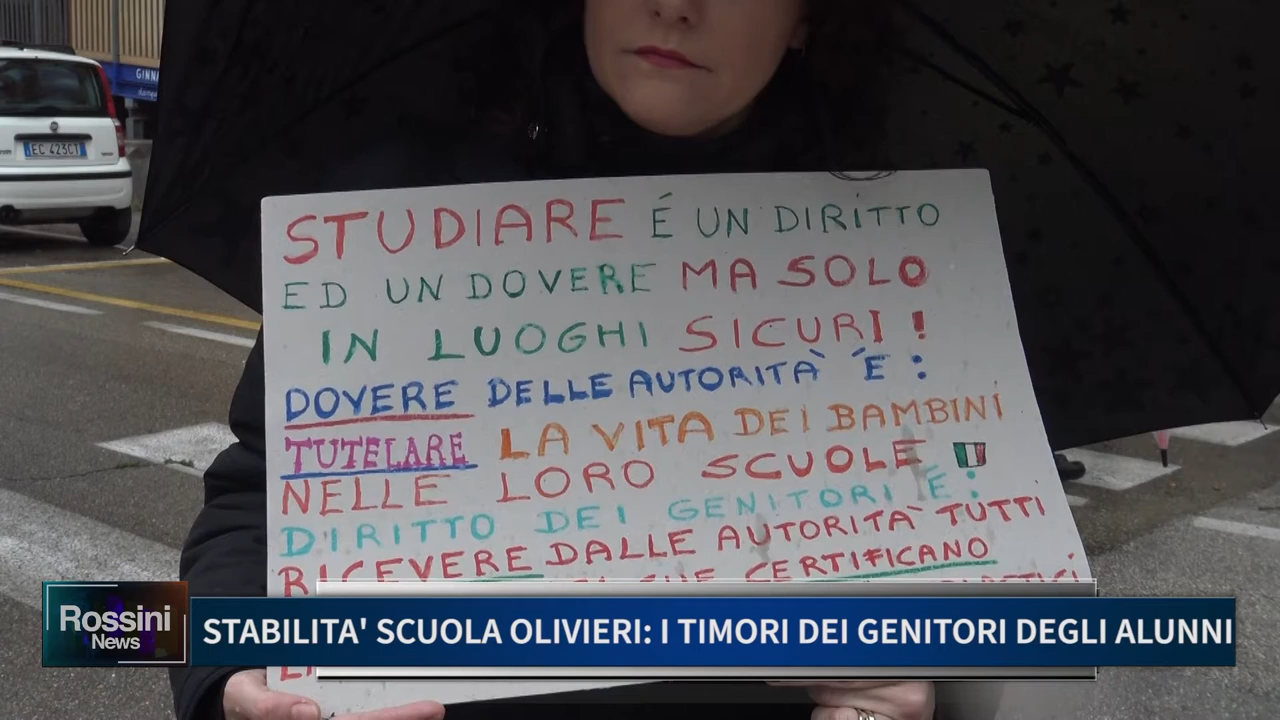 GINNA
EC 423CT
STUDIARE É UN DIRITTO
ED UN DOVERE MA SOLO
IN LUOGHI SICURI !
DOVERE DELLE AUTORITÀ É :
TUTELARE LA VITA DEI BAMBINI
NELLE LORO SCUOLE
DIRITTO DEI GENITORI É :
RICEVERE DALLE AUTORITÀ TUTTI
CHE CERTIFICANO
Rossini
News
STABILITA' SCUOLA OLIVIERI: I TIMORI DEI GENITORI DEGLI ALUNNI